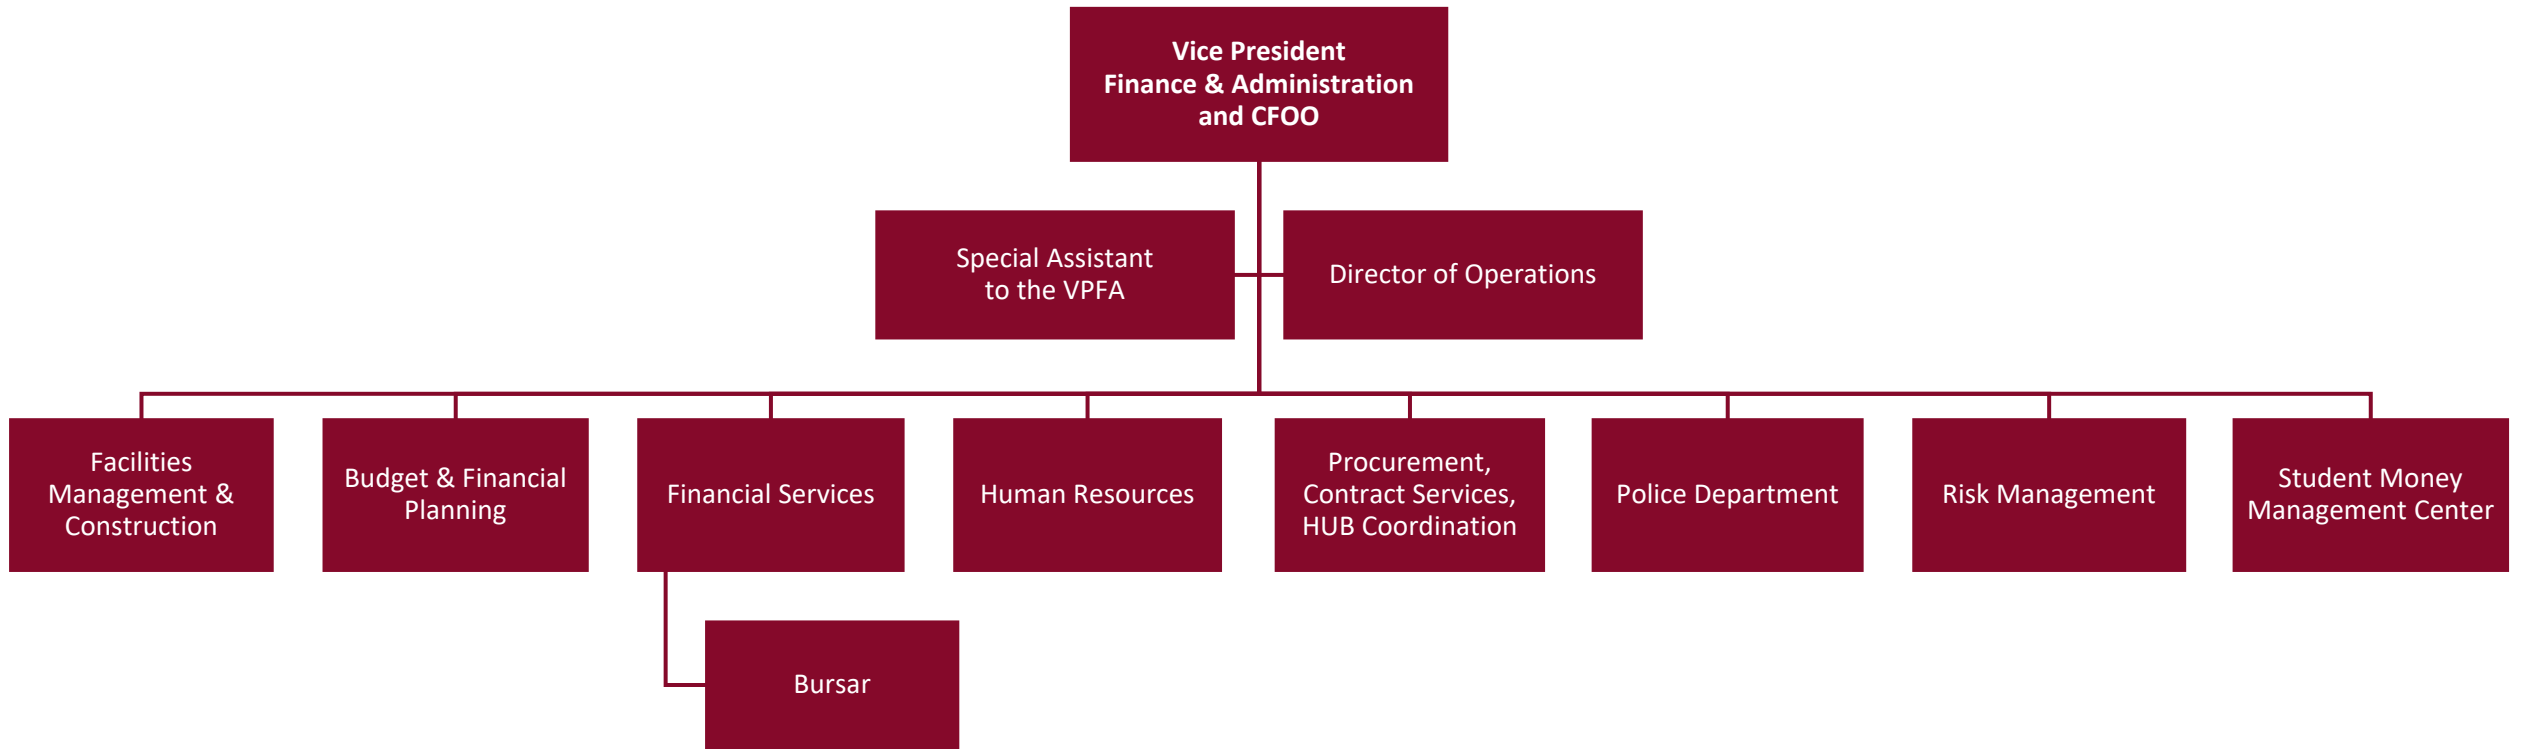 Vice President
Finance & Administration
and CFOO
Special Assistant
to the VPFA
Director of Operations
Facilities
Management &
Construction
Budget & Financial
Planning
Financial Services
Human Resources
Procurement,
Contract Services,
HUB Coordination
Police Department
Risk Management
Student Money
Management Center
Bursar